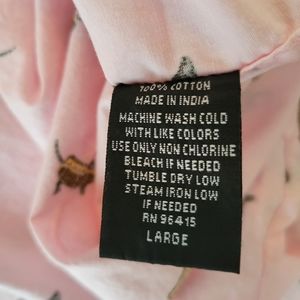 100% COTTON
MADE IN INDIA
MACHINE WASH COLD
WITH LIKE COLORS
USE ONLY NON CHLORINE
BLEACH IF NEEDED
TUMBLE DRY LOW
STEAM IRON LOW
IF NEEDED
RN 96415
LARGE